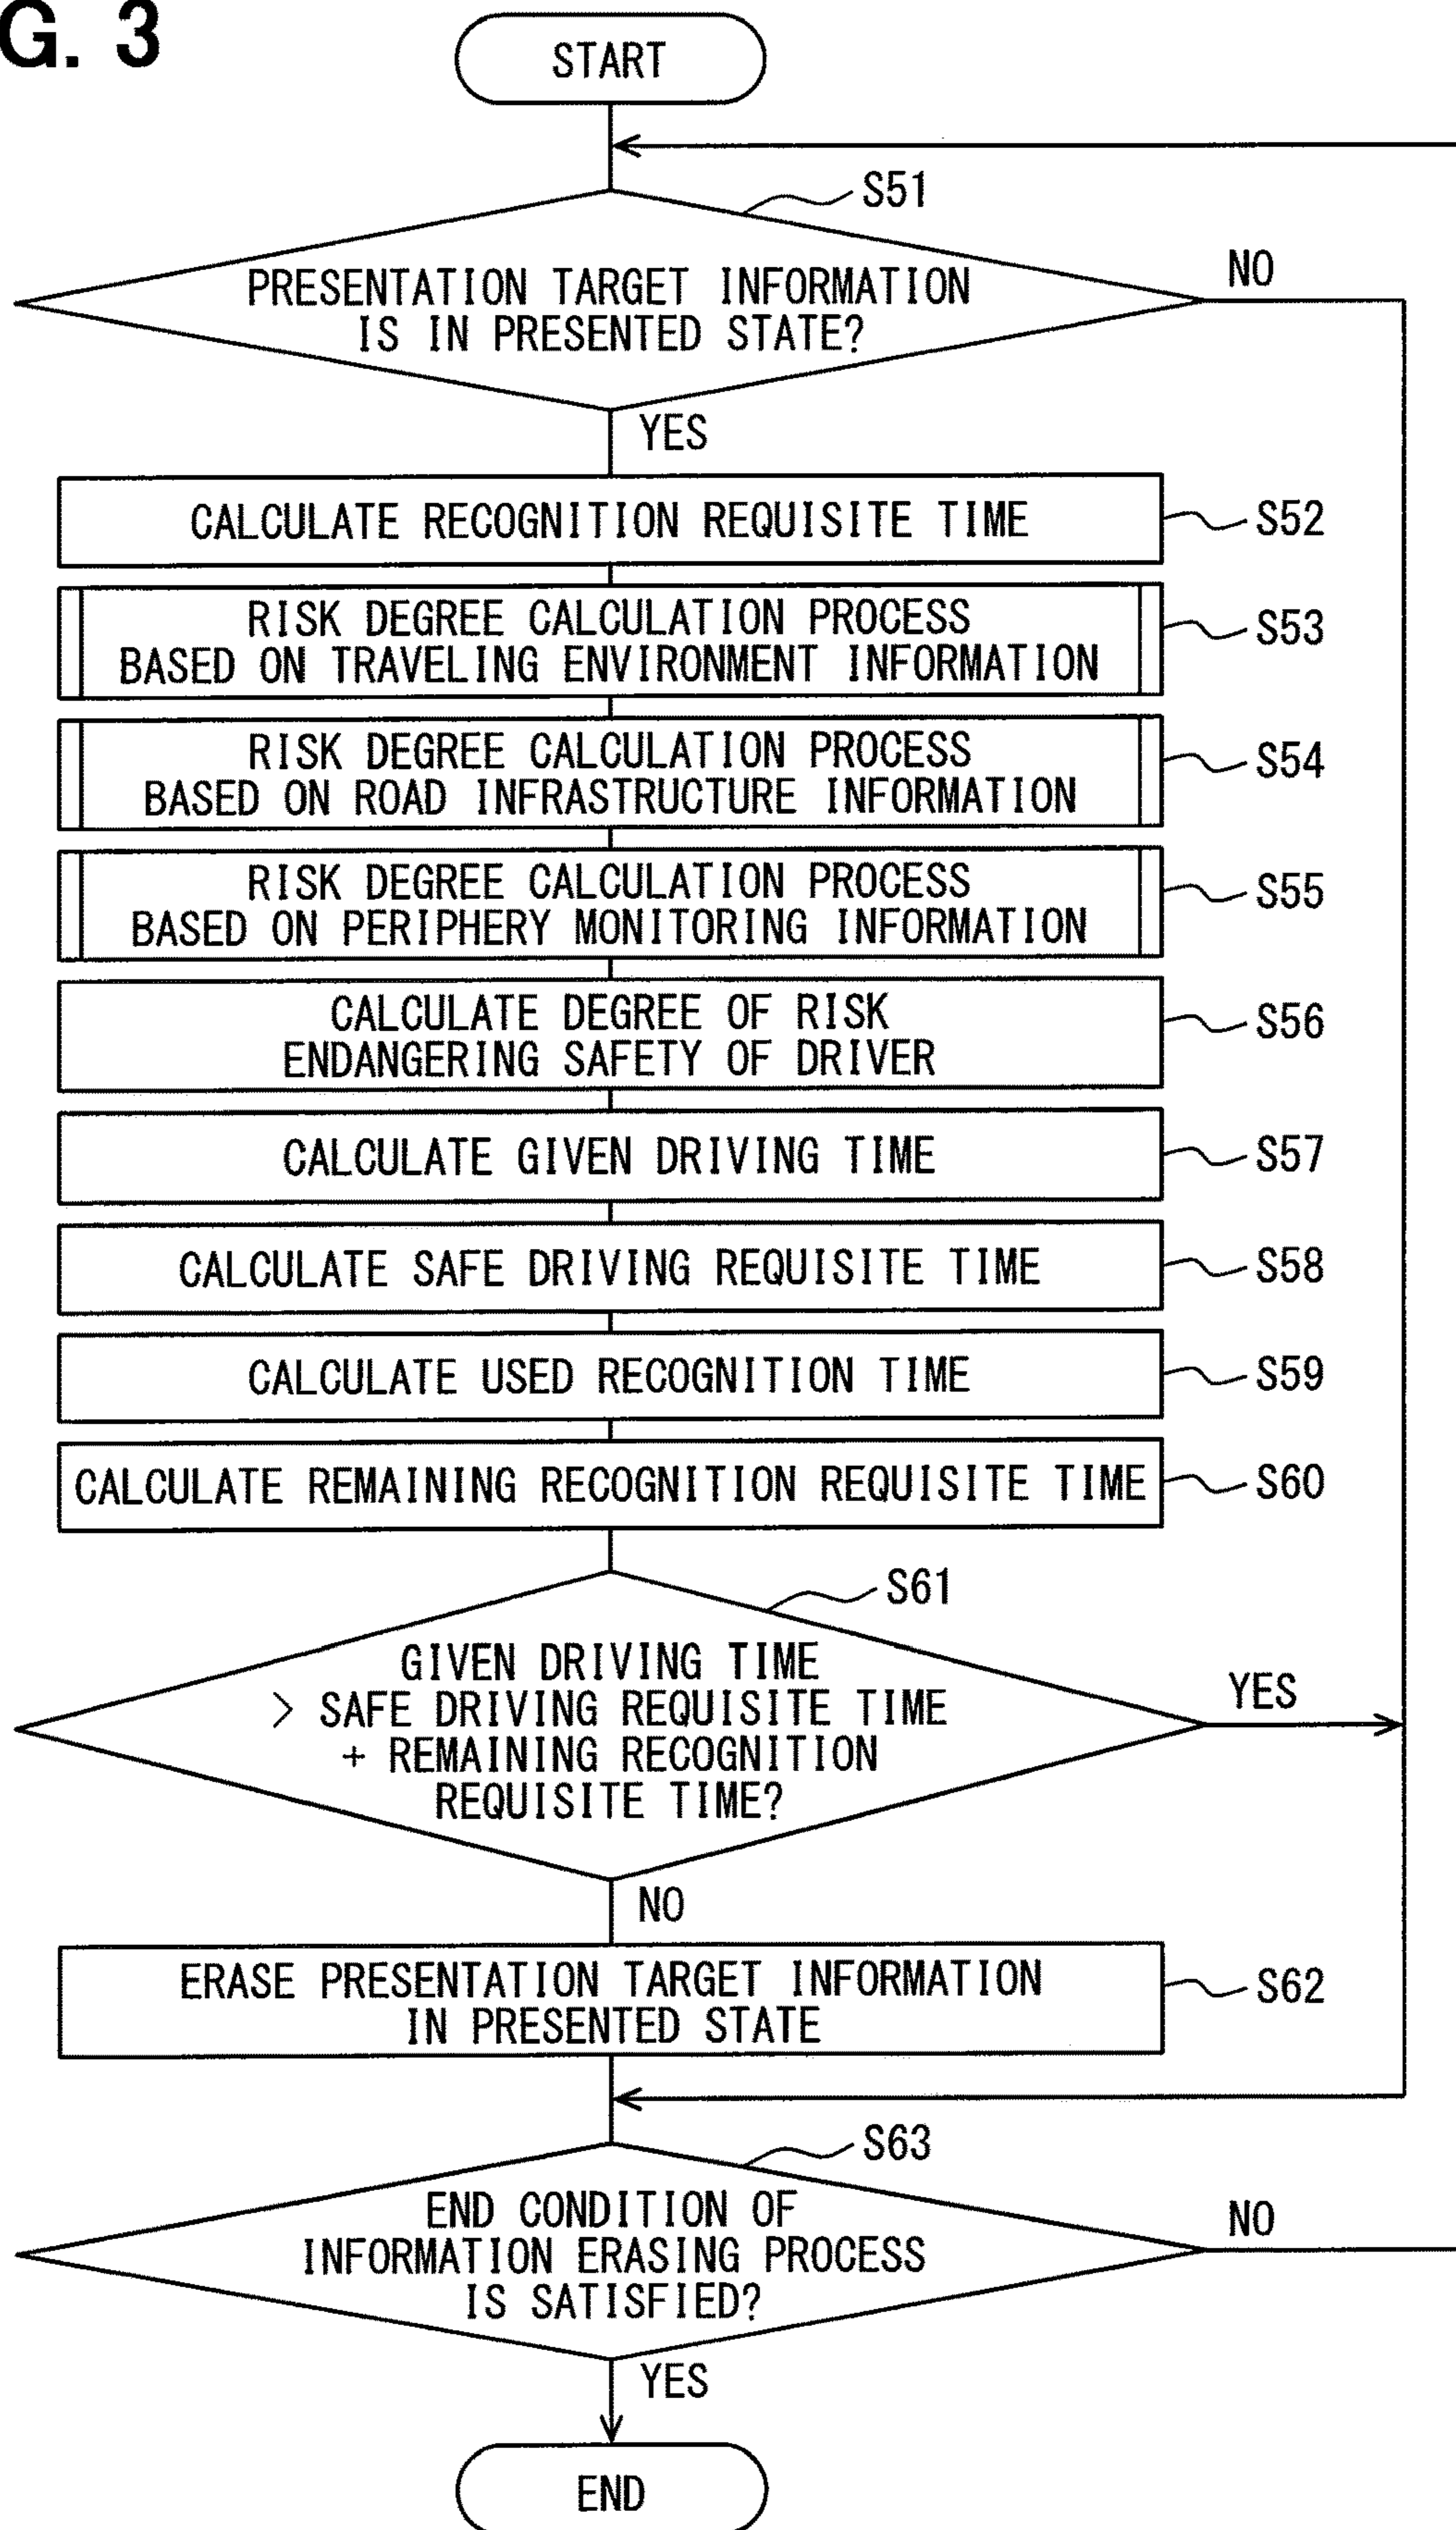 G. 3
START
S51
PRESENTATION TARGET INFORMATION
IS IN PRESENTED STATE?
NO
YES
CALCULATE RECOGNITION REQUISITE TIME
S52
RISK DEGREE CALCULATION PROCESS
BASED ON TRAVELING ENVIRONMENT INFORMATION
S53
RISK DEGREE CALCULATION PROCESS
BASED ON ROAD INFRASTRUCTURE INFORMATION
S54
RISK DEGREE CALCULATION PROCESS
BASED ON PERIPHERY MONITORING INFORMATION
S55
CALCULATE DEGREE OF RISK
ENDANGERING SAFETY OF DRIVER
S56
CALCULATE GIVEN DRIVING TIME
S57
CALCULATE SAFE DRIVING REQUISITE TIME
S58
CALCULATE USED RECOGNITION TIME
S59
CALCULATE REMAINING RECOGNITION REQUISITE TIME
S60
S61
GIVEN DRIVING TIME
> SAFE DRIVING REQUISITE TIME
+ REMAINING RECOGNITION
REQUISITE TIME?
YES
NO
ERASE PRESENTATION TARGET INFORMATION
IN PRESENTED STATE
S62
S63
END CONDITION OF
INFORMATION ERASING PROCESS
IS SATISFIED?
NO
YES
END